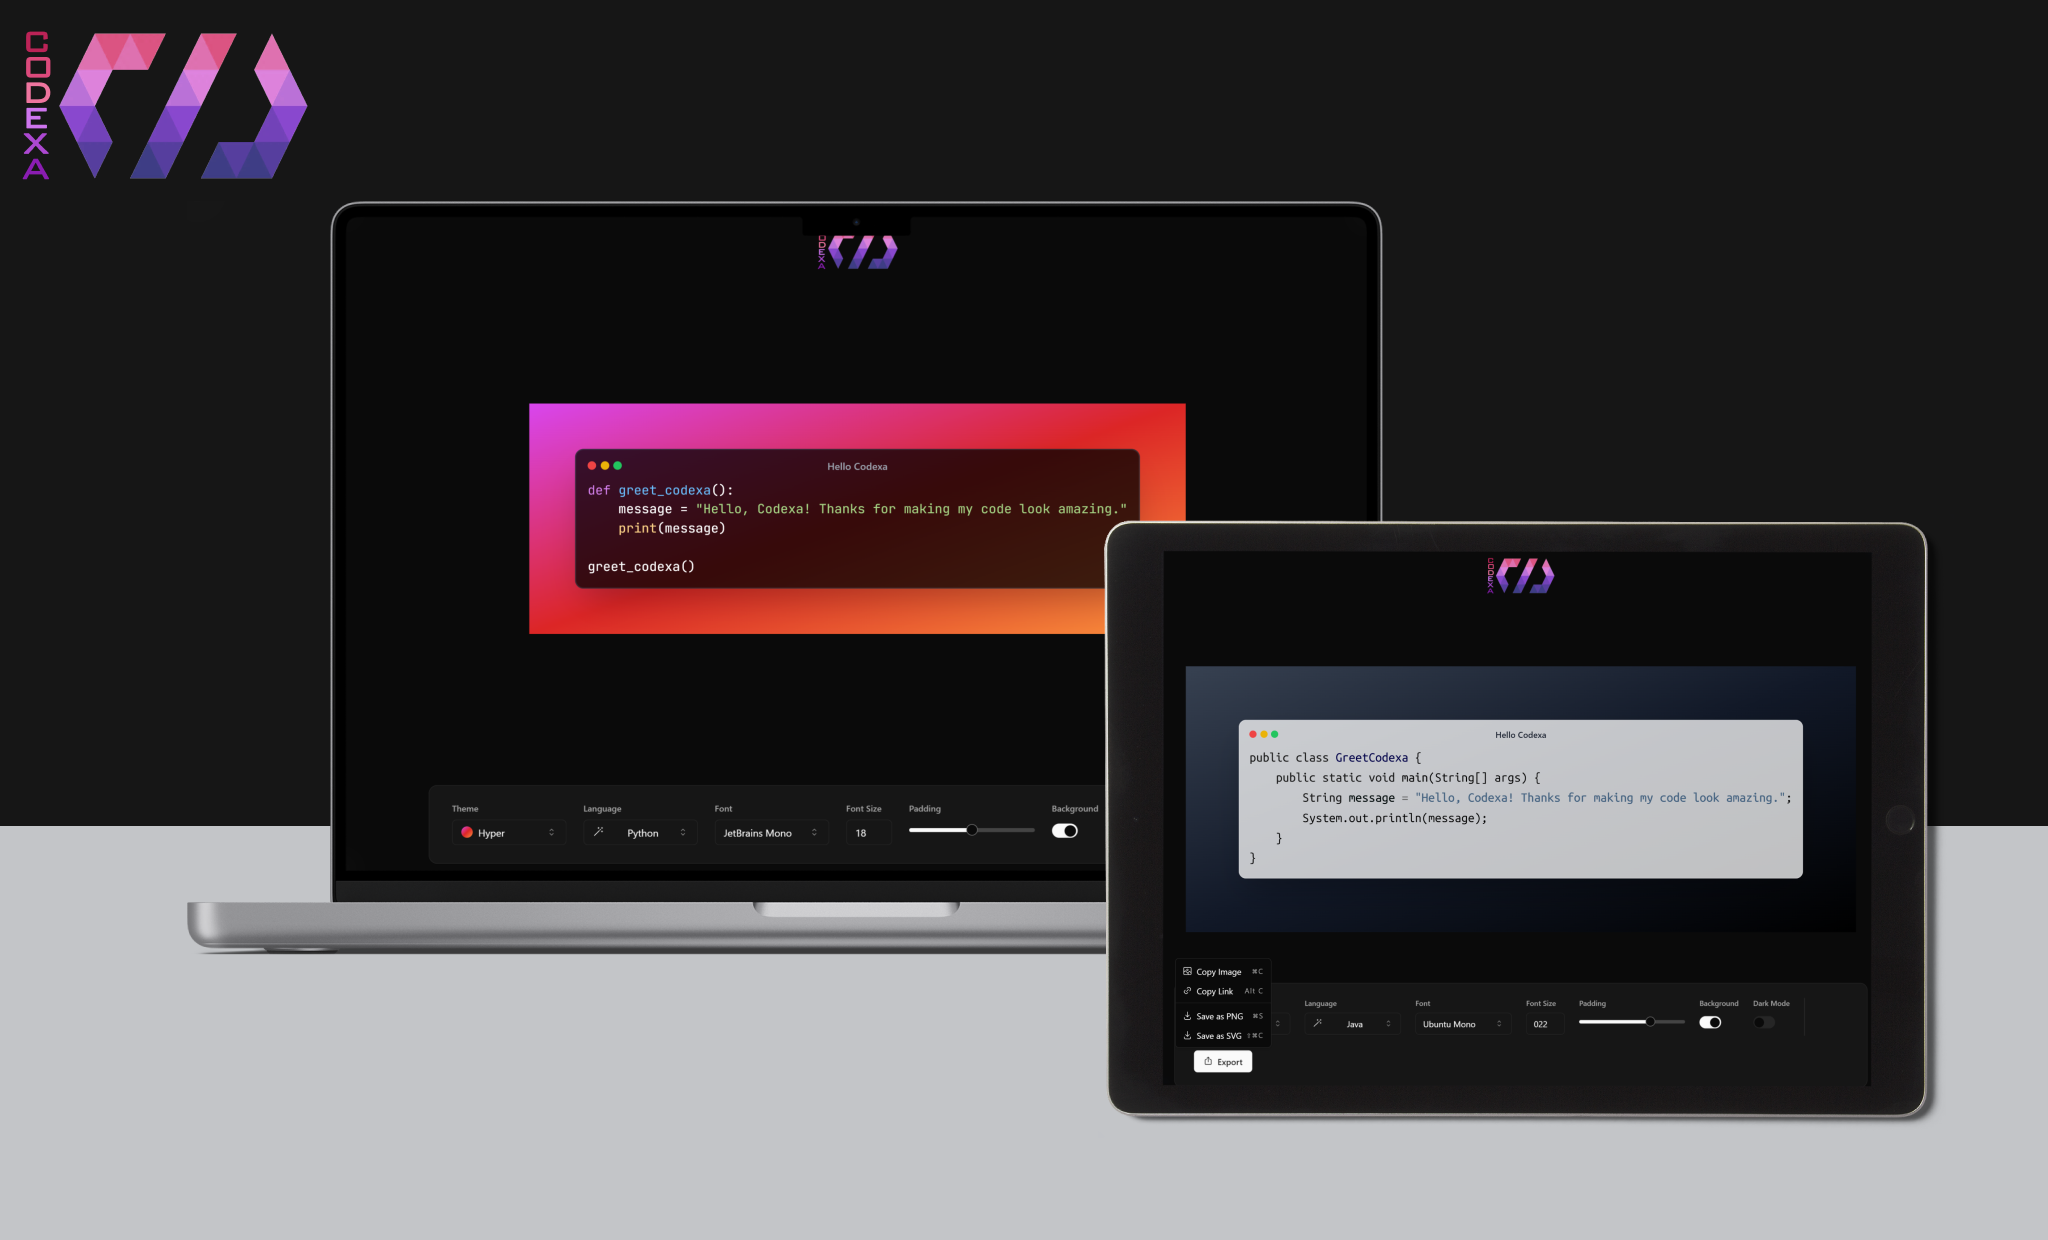 CODEXA
CODEXA
Hello Codexa
def greet_codexa():
    message = "Hello, Codexa! Thanks for making my code look amazing."
    print(message)
greet_codexa()
Theme Language Font Font Size Padding Background
Hyper Python JetBrains Mono 18
CODEXA
Hello Codexa
public class GreetCodexa {
    public static void main(String[] args) {
        String message = "Hello, Codexa! Thanks for making my code look amazing.";
        System.out.println(message);
    }
}
Copy Image ⌘C
Copy Link Alt C
Save as PNG ⌘S
Save as SVG ⇧⌘C
Export
Language Font Font Size Padding Background Dark Mode
Java Ubuntu Mono 022